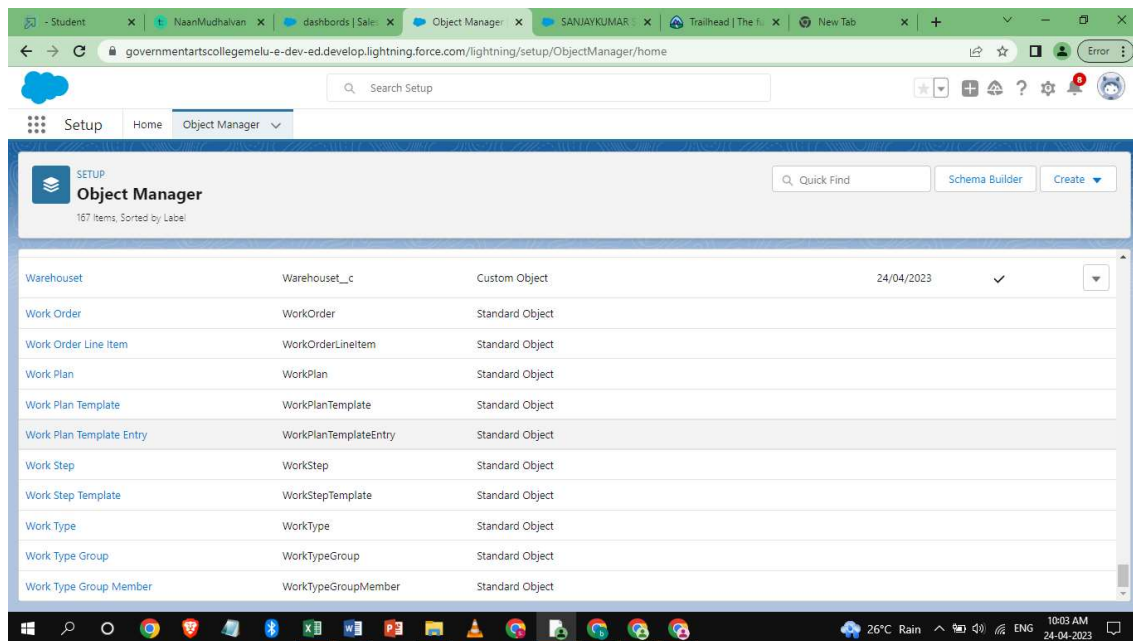 - Student
NaanMudhalvan
dashbords | Sales
Object Manager |
SANJAYKUMAR S
Trailhead | The fu
New Tab
governmentartscollegemelu-e-dev-ed.develop.lightning.force.com/lightning/setup/ObjectManager/home
Error
Search Setup
8
Setup Home Object Manager
SETUP
Object Manager
167 Items, Sorted by Label
Quick Find
Schema Builder
Create
Warehouset Warehouset__c Custom Object 24/04/2023
Work Order WorkOrder Standard Object
Work Order Line Item WorkOrderLineItem Standard Object
Work Plan WorkPlan Standard Object
Work Plan Template WorkPlanTemplate Standard Object
Work Plan Template Entry WorkPlanTemplateEntry Standard Object
Work Step WorkStep Standard Object
Work Step Template WorkStepTemplate Standard Object
Work Type WorkType Standard Object
Work Type Group WorkTypeGroup Standard Object
Work Type Group Member WorkTypeGroupMember Standard Object
26°C Rain ENG
10:03 AM
24-04-2023